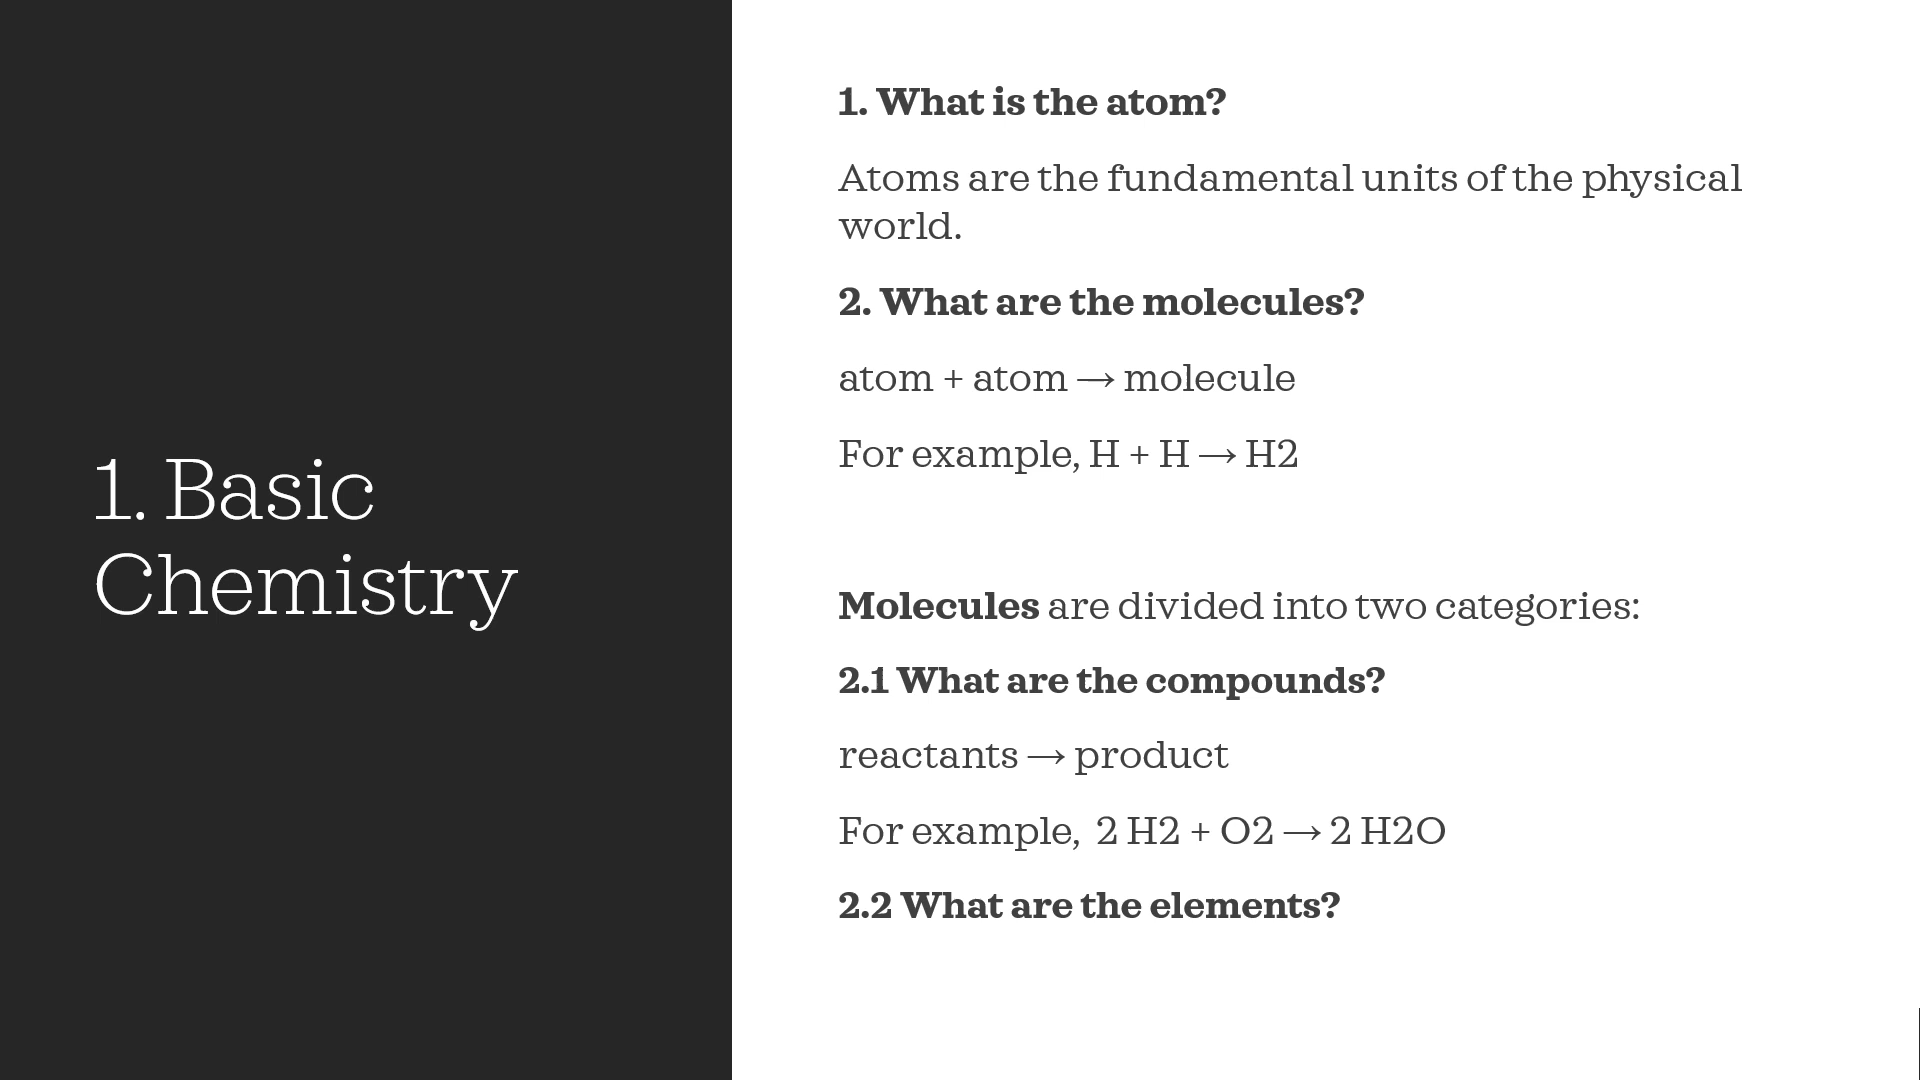 1. Basic
Chemistry
1. What is the atom?
Atoms are the fundamental units of the physical
world.
2. What are the molecules?
atom + atom → molecule
For example, H + H → H2
Molecules are divided into two categories:
2.1 What are the compounds?
reactants → product
For example,  2 H2 + O2 → 2 H2O
2.2 What are the elements?